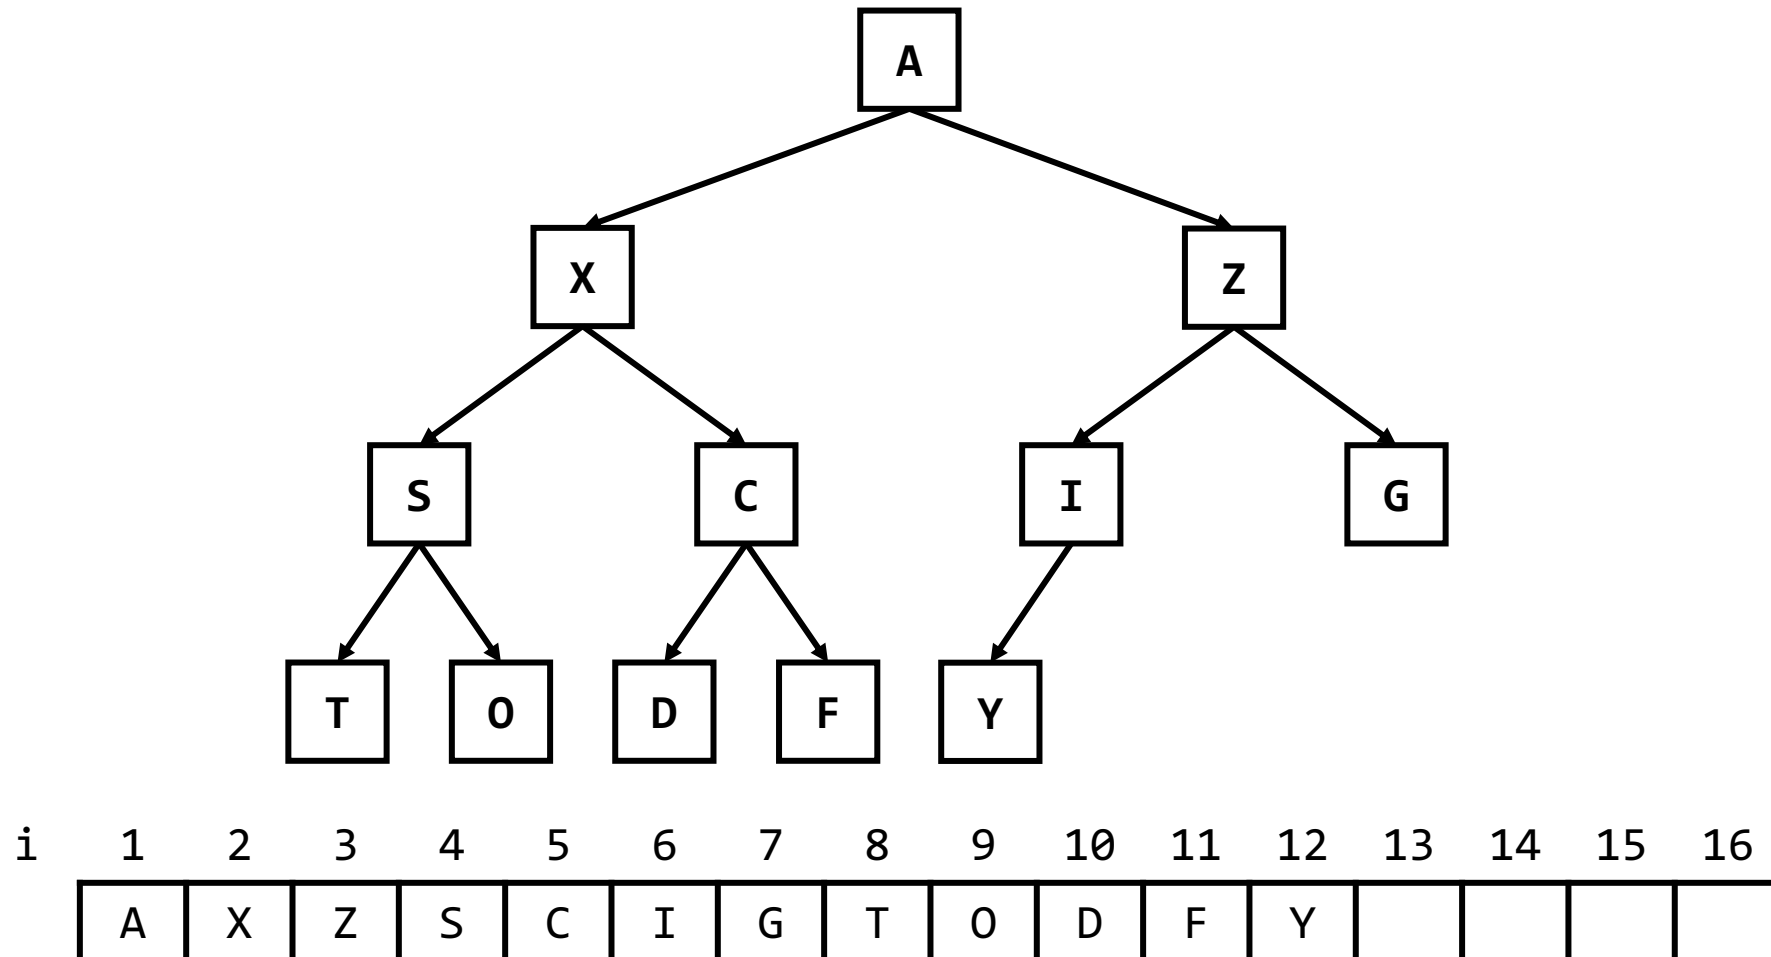 A
X Z
S C I G
T O D F Y
i 1 2 3 4 5 6 7 8 9 10 11 12 13 14 15 16
A X Z S C I G T O D F Y